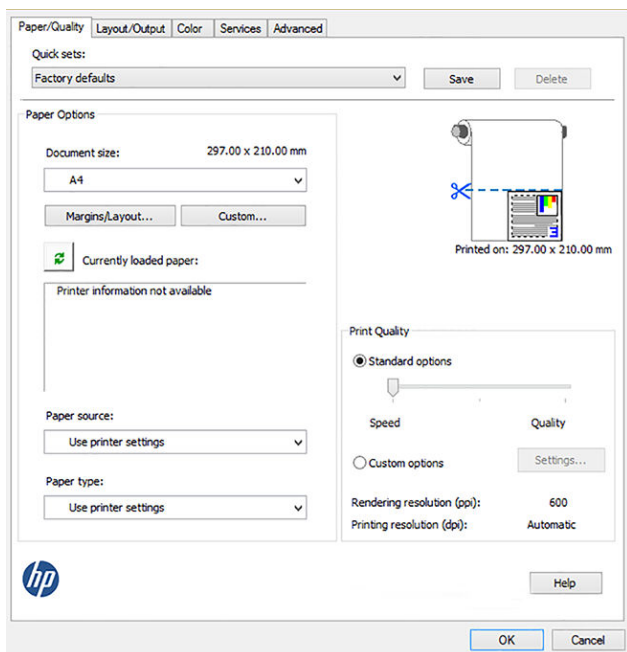 Paper/Quality Layout/Output Color Services Advanced
Quick sets:
Factory defaults
Save Delete
Paper Options
Document size: 297.00 x 210.00 mm
A4
Margins/Layout... Custom...
Currently loaded paper:
Printer information not available
Paper source:
Use printer settings
Paper type:
Use printer settings
Printed on: 297.00 x 210.00 mm
Print Quality
Standard options
Speed Quality
Custom options Settings...
Rendering resolution (ppi): 600
Printing resolution (dpi): Automatic
hp
Help
OK Cancel